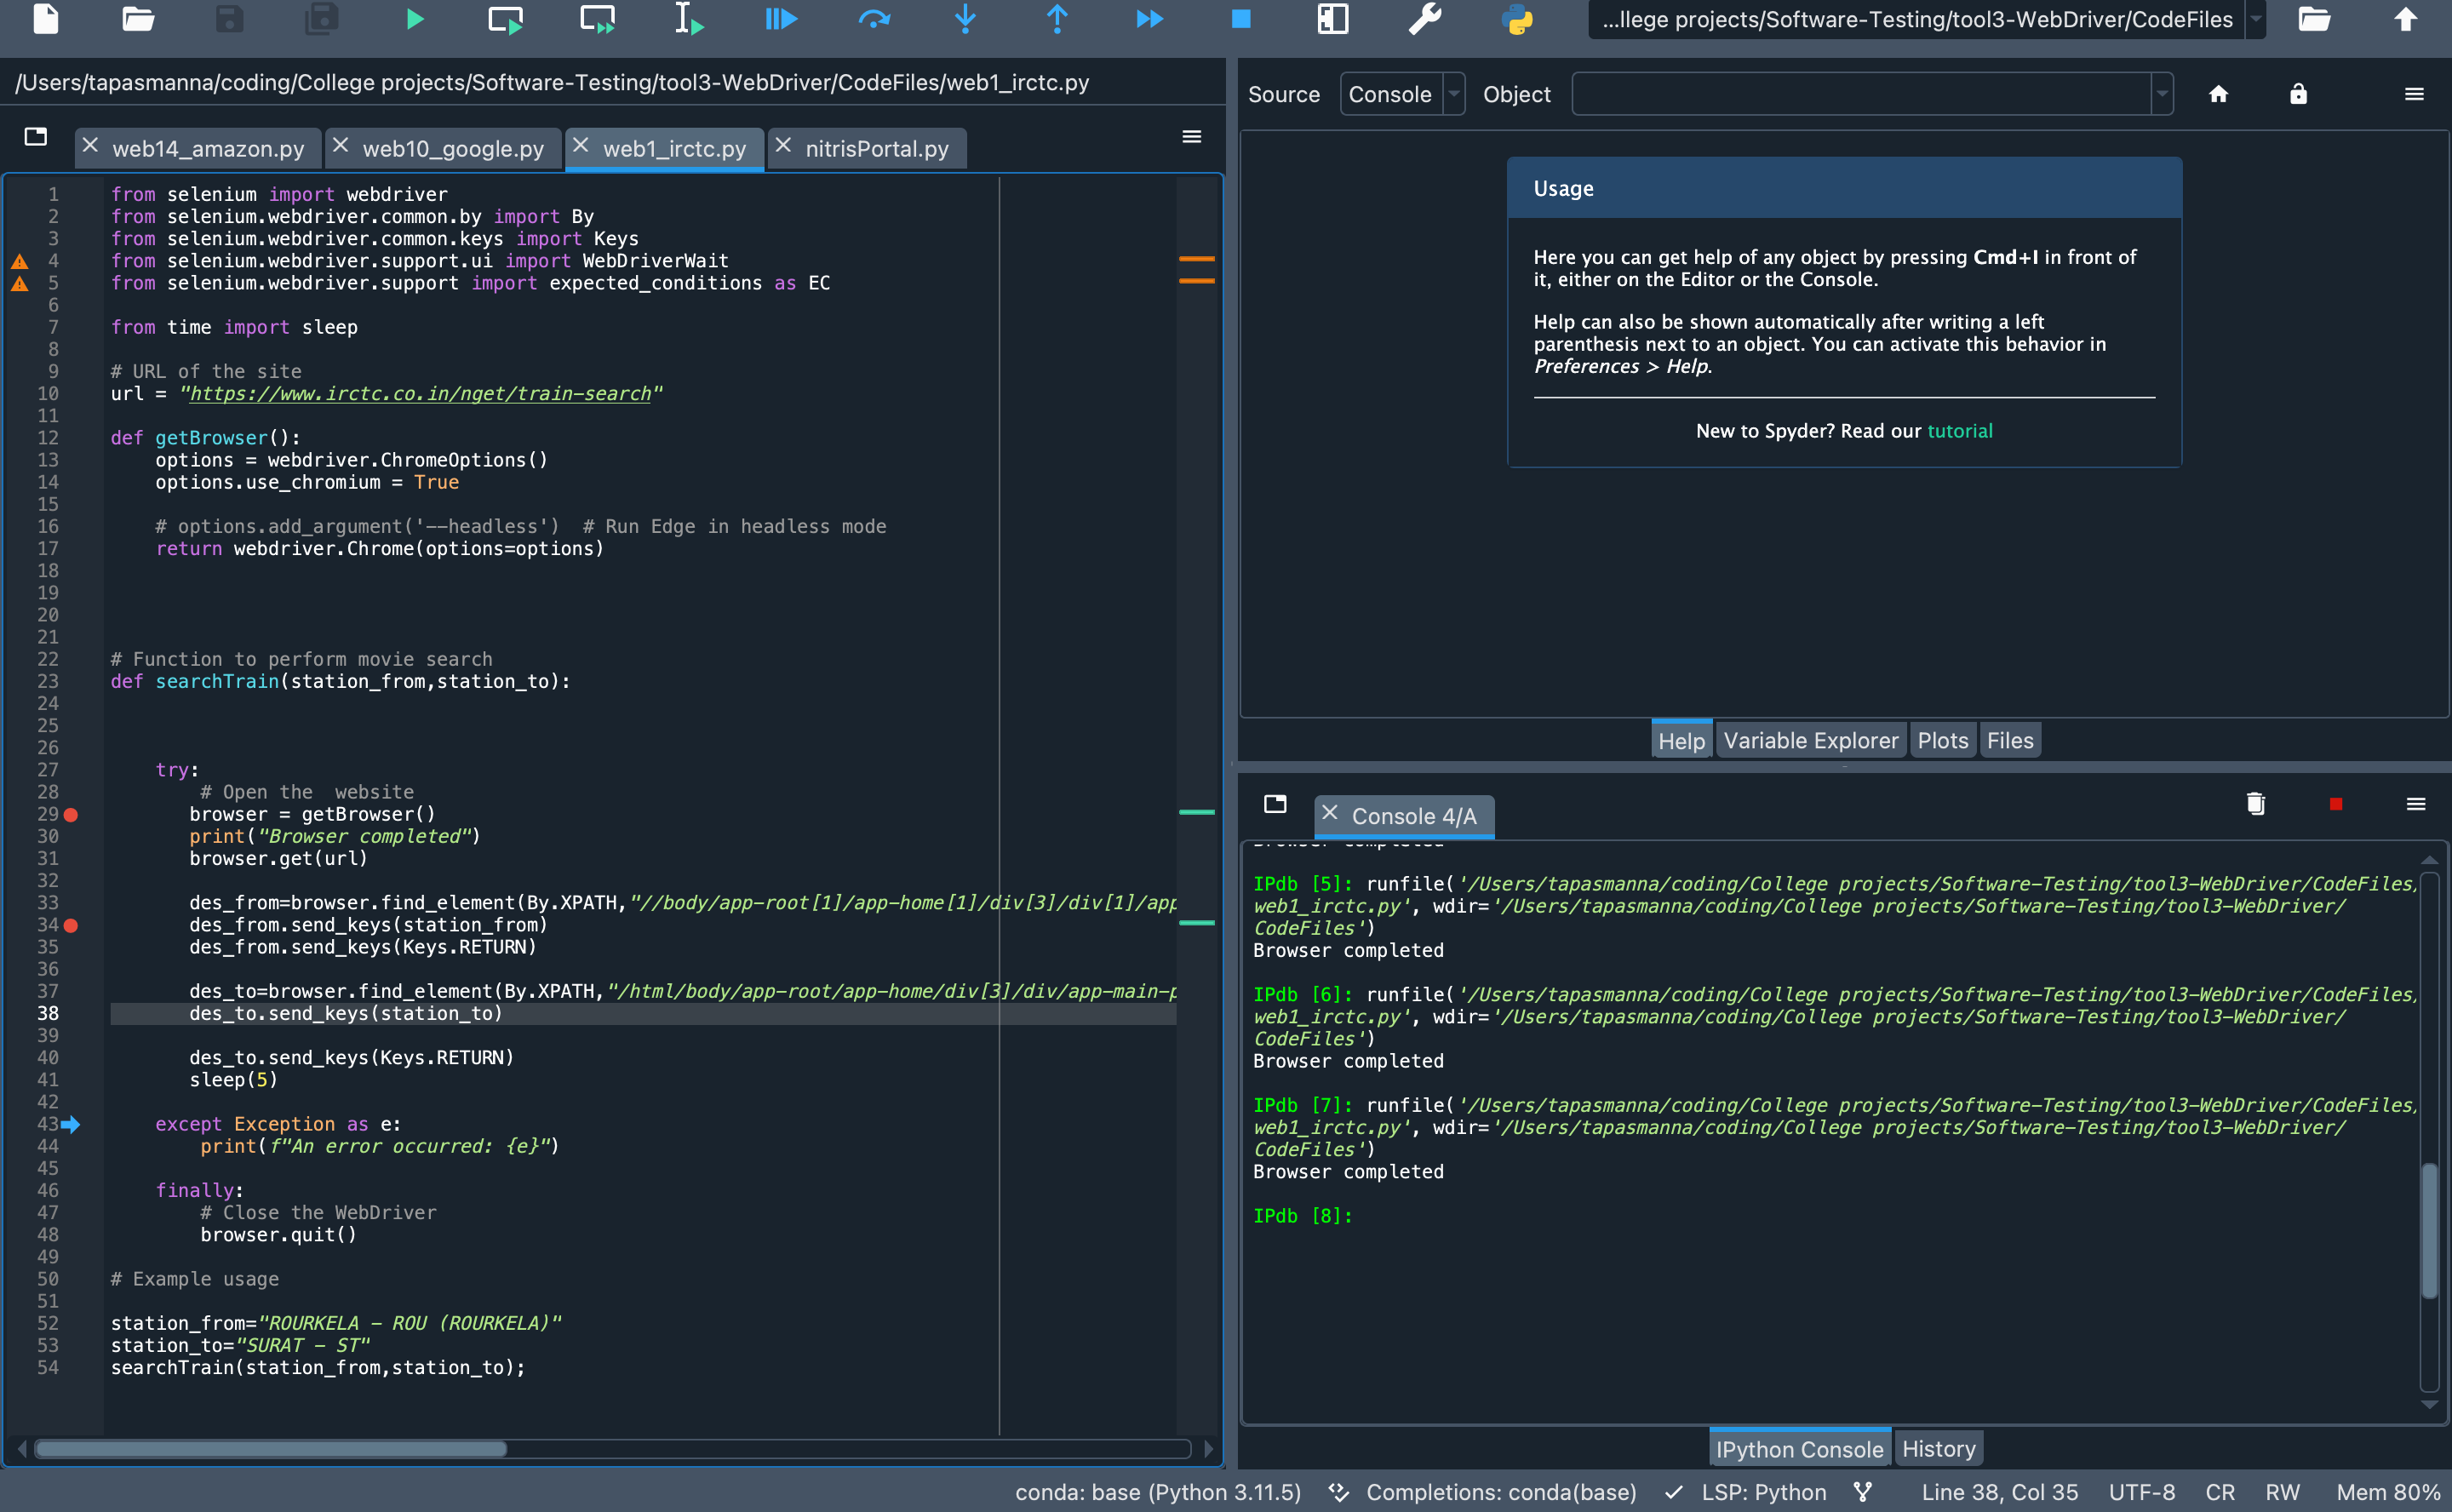 ...llege projects/Software-Testing/tool3-WebDriver/CodeFiles
/Users/tapasmanna/coding/College projects/Software-Testing/tool3-WebDriver/CodeFiles/web1_irctc.py
web14_amazon.py
web10_google.py
web1_irctc.py
nitrisPortal.py
1 from selenium import webdriver
2 from selenium.webdriver.common.by import By
3 from selenium.webdriver.common.keys import Keys
4 from selenium.webdriver.support.ui import WebDriverWait
5 from selenium.webdriver.support import expected_conditions as EC
6
7 from time import sleep
8
9 # URL of the site
10 url = "https://www.irctc.co.in/nget/train-search"
11
12 def getBrowser():
13     options = webdriver.ChromeOptions()
14     options.use_chromium = True
15
16     # options.add_argument('--headless')  # Run Edge in headless mode
17     return webdriver.Chrome(options=options)
18
19
20
21
22 # Function to perform movie search
23 def searchTrain(station_from,station_to):
24
25
26
27     try:
28         # Open the  website
29        browser = getBrowser()
30        print("Browser completed")
31        browser.get(url)
32
33        des_from=browser.find_element(By.XPATH,"//body/app-root[1]/app-home[1]/div[3]/div[1]/app
34        des_from.send_keys(station_from)
35        des_from.send_keys(Keys.RETURN)
36
37        des_to=browser.find_element(By.XPATH,"/html/body/app-root/app-home/div[3]/div/app-main-p
38        des_to.send_keys(station_to)
39
40        des_to.send_keys(Keys.RETURN)
41        sleep(5)
42
43     except Exception as e:
44         print(f"An error occurred: {e}")
45
46     finally:
47         # Close the WebDriver
48         browser.quit()
49
50 # Example usage
51
52 station_from="ROURKELA - ROU (ROURKELA)"
53 station_to="SURAT - ST"
54 searchTrain(station_from,station_to);
Source
Console
Object
Usage
Here you can get help of any object by pressing Cmd+I in front of
it, either on the Editor or the Console.
Help can also be shown automatically after writing a left
parenthesis next to an object. You can activate this behavior in
Preferences > Help.
New to Spyder? Read our tutorial
Help
Variable Explorer
Plots
Files
Console 4/A
Browser completed
IPdb [5]: runfile('/Users/tapasmanna/coding/College projects/Software-Testing/tool3-WebDriver/CodeFiles/
web1_irctc.py', wdir='/Users/tapasmanna/coding/College projects/Software-Testing/tool3-WebDriver/
CodeFiles')
Browser completed
IPdb [6]: runfile('/Users/tapasmanna/coding/College projects/Software-Testing/tool3-WebDriver/CodeFiles/
web1_irctc.py', wdir='/Users/tapasmanna/coding/College projects/Software-Testing/tool3-WebDriver/
CodeFiles')
Browser completed
IPdb [7]: runfile('/Users/tapasmanna/coding/College projects/Software-Testing/tool3-WebDriver/CodeFiles/
web1_irctc.py', wdir='/Users/tapasmanna/coding/College projects/Software-Testing/tool3-WebDriver/
CodeFiles')
Browser completed
IPdb [8]:
IPython Console
History
conda: base (Python 3.11.5)
Completions: conda(base)
LSP: Python
Line 38, Col 35
UTF-8
CR
RW
Mem 80%